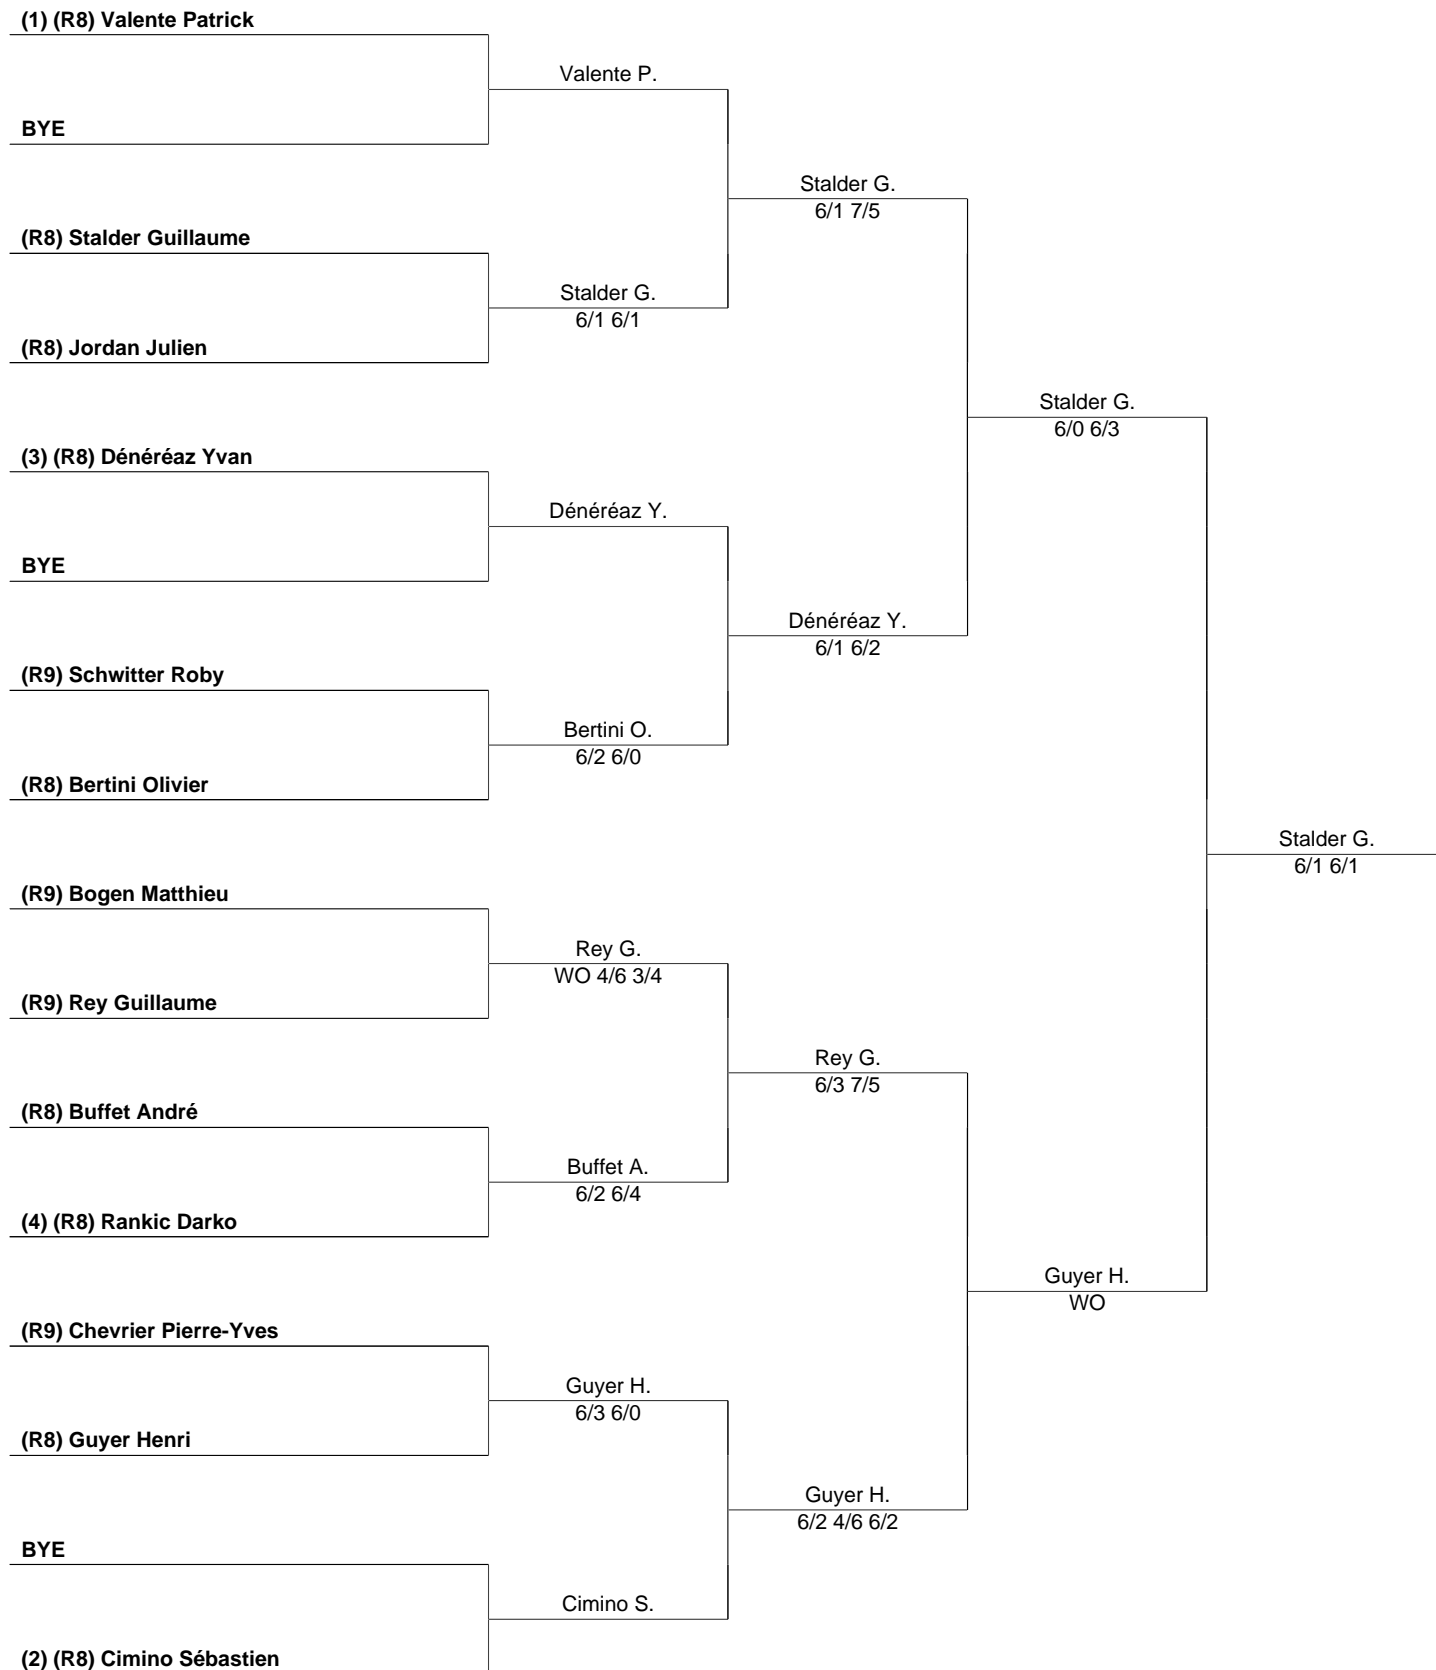 (1) (R8) Valente Patrick
Valente P.
BYE
Stalder G.
6/1 7/5
(R8) Stalder Guillaume
Stalder G.
6/1 6/1
(R8) Jordan Julien
Stalder G.
6/0 6/3
(3) (R8) Dénéréaz Yvan
Dénéréaz Y.
BYE
Dénéréaz Y.
6/1 6/2
(R9) Schwitter Roby
Bertini O.
6/2 6/0
(R8) Bertini Olivier
Stalder G.
6/1 6/1
(R9) Bogen Matthieu
Rey G.
WO 4/6 3/4
(R9) Rey Guillaume
Rey G.
6/3 7/5
(R8) Buffet André
Buffet A.
6/2 6/4
(4) (R8) Rankic Darko
Guyer H.
WO
(R9) Chevrier Pierre-Yves
Guyer H.
6/3 6/0
(R8) Guyer Henri
Guyer H.
6/2 4/6 6/2
BYE
Cimino S.
(2) (R8) Cimino Sébastien